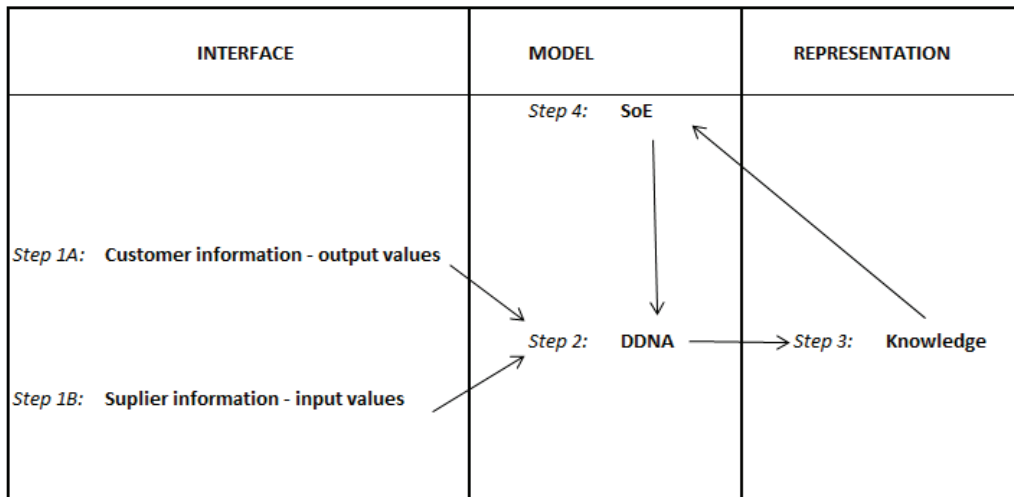 INTERFACE MODEL REPRESENTATION
Step 4: SoE
Step 1A: Customer information - output values
Step 2: DDNA Step 3: Knowledge
Step 1B: Suplier information - input values